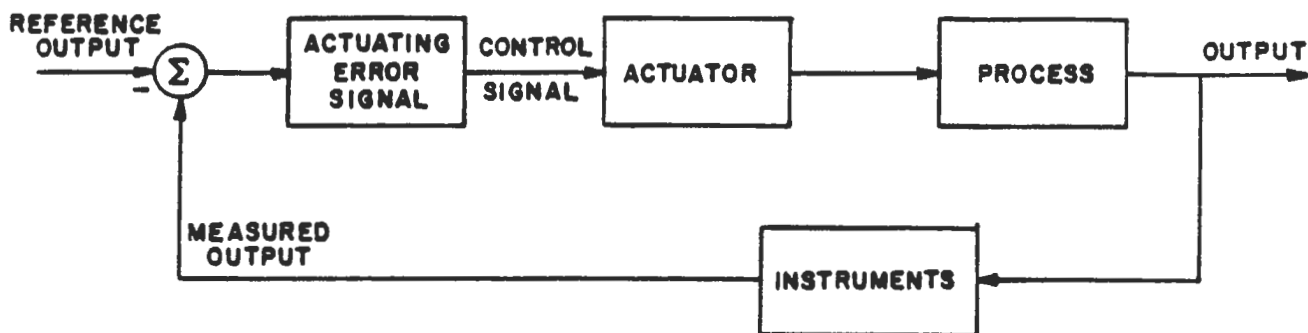 REFERENCE
OUTPUT
-
Σ
ACTUATING
ERROR
SIGNAL
CONTROL
SIGNAL
ACTUATOR
PROCESS
OUTPUT
MEASURED
OUTPUT
INSTRUMENTS